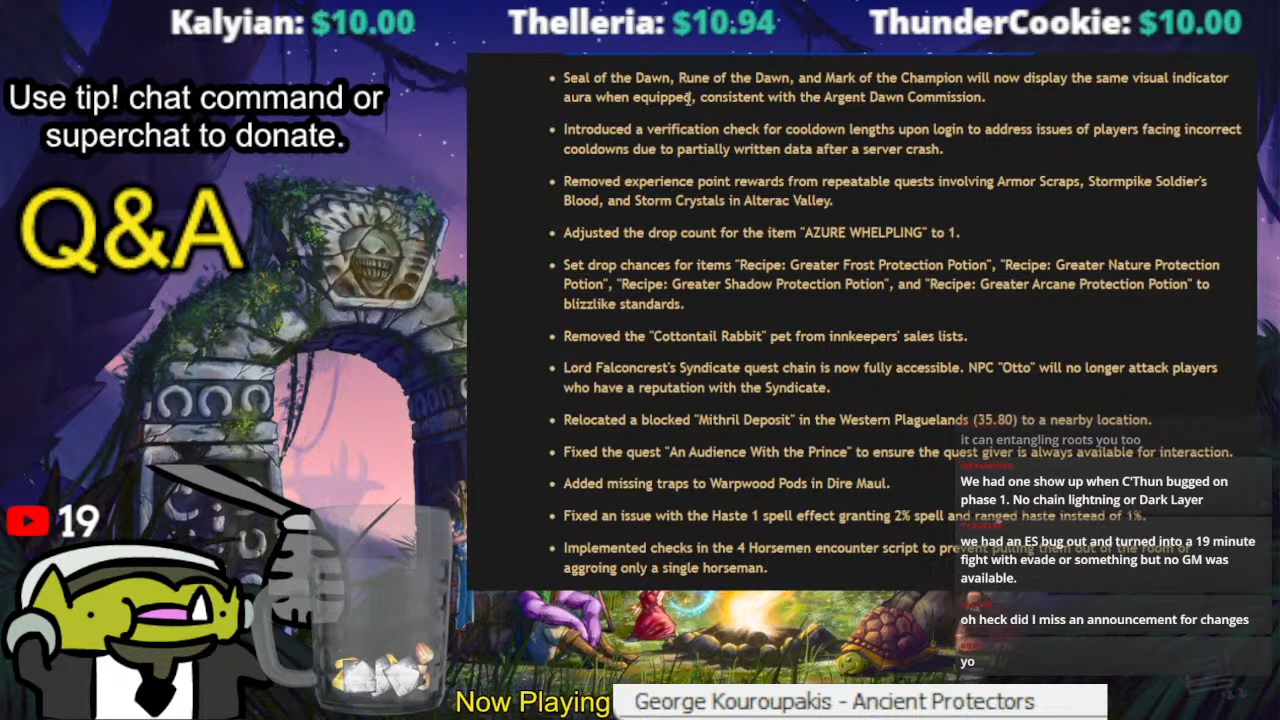 Kalyian: $10.00 Thelleria: $10.94 ThunderCookie: $10.00
Use tip! chat command or
superchat to donate.
Q&A
• Seal of the Dawn, Rune of the Dawn, and Mark of the Champion will now display the same visual indicator
aura when equipped, consistent with the Argent Dawn Commission.
• Introduced a verification check for cooldown lengths upon login to address issues of players facing incorrect
cooldowns due to partially written data after a server crash.
• Removed experience point rewards from repeatable quests involving Armor Scraps, Stormpike Soldier's
Blood, and Storm Crystals in Alterac Valley.
• Adjusted the drop count for the item "AZURE WHELPLING" to 1.
• Set drop chances for items "Recipe: Greater Frost Protection Potion", "Recipe: Greater Nature Protection
Potion", "Recipe: Greater Shadow Protection Potion", and "Recipe: Greater Arcane Protection Potion" to
blizzlike standards.
• Removed the "Cottontail Rabbit" pet from innkeepers' sales lists.
• Lord Falconcrest's Syndicate quest chain is now fully accessible. NPC "Otto" will no longer attack players
who have a reputation with the Syndicate.
• Relocated a blocked "Mithril Deposit" in the Western Plaguelands (35.80) to a nearby location.
• Fixed the quest "An Audience With the Prince" to ensure the quest giver is always available for interaction.
• Added missing traps to Warpwood Pods in Dire Maul.
• Fixed an issue with the Haste 1 spell effect granting 2% spell and ranged haste instead of 1%.
• Implemented checks in the 4 Horsemen encounter script to prevent pulling them out of the room or
aggroing only a single horseman.
it can entangling roots you too
We had one show up when C'Thun bugged on
phase 1. No chain lightning or Dark Layer
we had an ES bug out and turned into a 19 minute
fight with evade or something but no GM was
available.
oh heck did I miss an announcement for changes
yo
19
Now Playing George Kouroupakis - Ancient Protectors